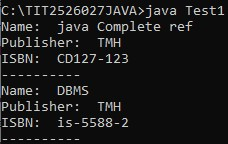 C:\TIT2526027JAVA>java Test1
Name:  java Complete ref
Publisher:  TMH
ISBN:  CD127-123
----------
Name:  DBMS
Publisher:  TMH
ISBN:  is-5588-2
----------